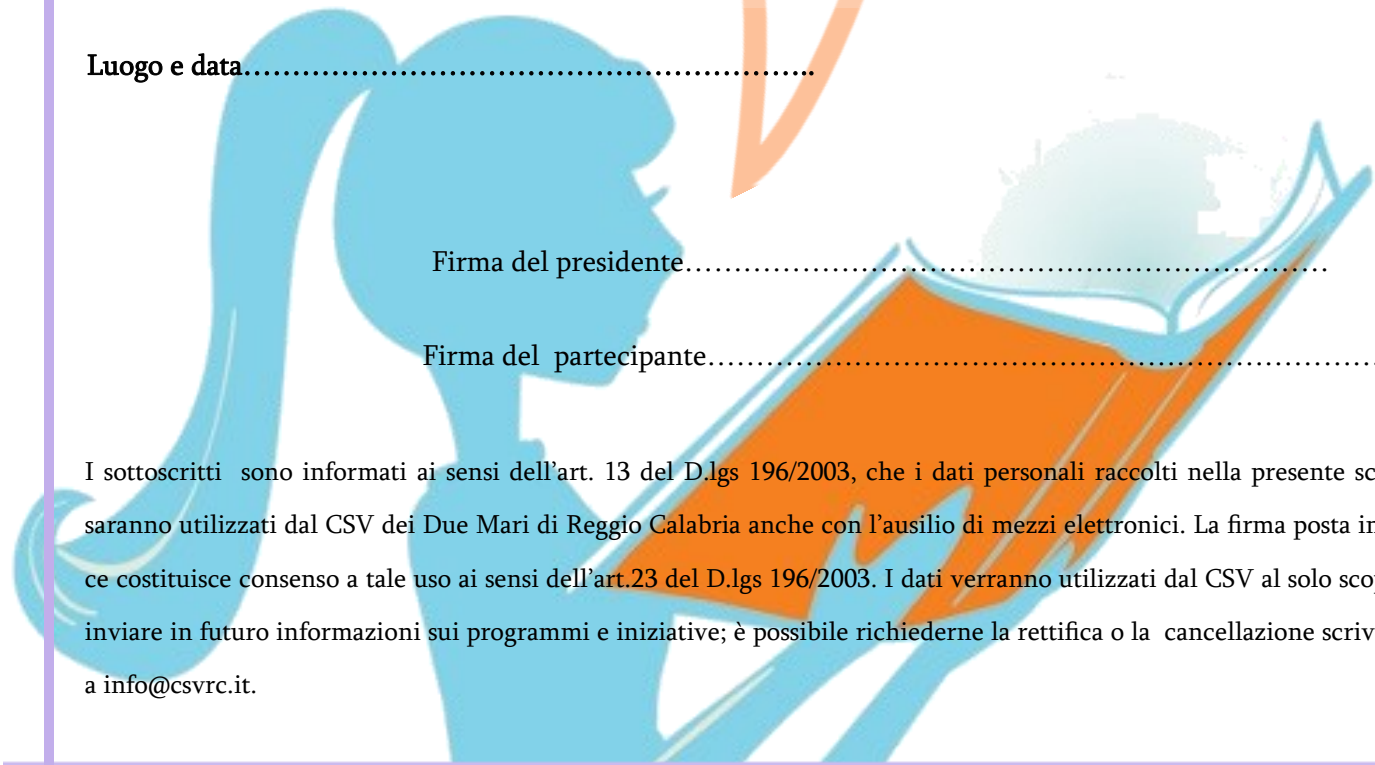 Luogo e data…………………………………………………..
Firma del presidente…………………………………………………………
Firma del  partecipante……………………………………………………………
I sottoscritti  sono informati ai sensi dell’art. 13 del D.lgs 196/2003, che i dati personali raccolti nella presente
saranno utilizzati dal CSV dei Due Mari di Reggio Calabria anche con l’ausilio di mezzi elettronici. La firma posta
ce costituisce consenso a tale uso ai sensi dell’art.23 del D.lgs 196/2003. I dati verranno utilizzati dal CSV al solo
inviare in futuro informazioni sui programmi e iniziative; è possibile richiederne la rettifica o la  cancellazione
a info@csvrc.it.